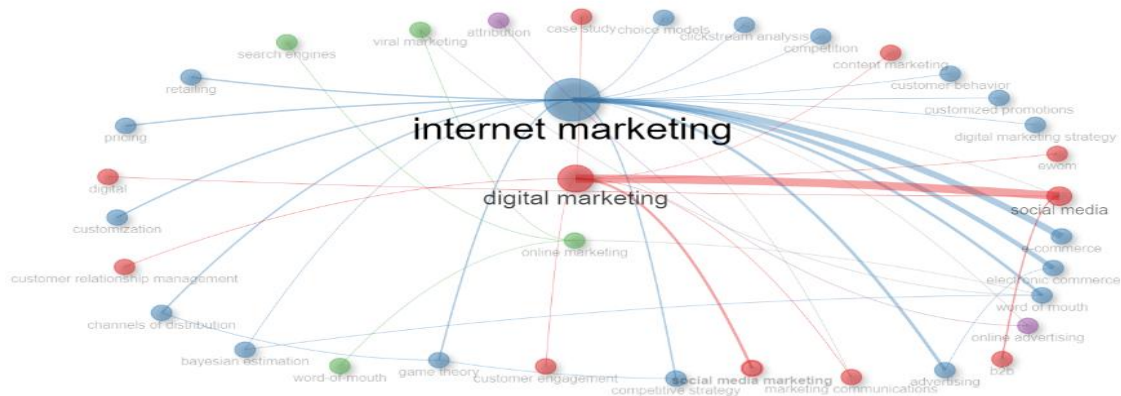 case study
choice models
attribution
viral marketing
clickstream analysis
competition
search engines
content marketing
customer behavior
retailing
customized promotions
internet marketing
pricing
digital marketing strategy
ewom
digital
digital marketing
social media
customization
e-commerce
online marketing
customer relationship management
electronic commerce
word of mouth
channels of distribution
online advertising
bayesian estimation
b2b
word-of-mouth
game theory
customer engagement
social media marketing
advertising
competitive strategy
marketing communications